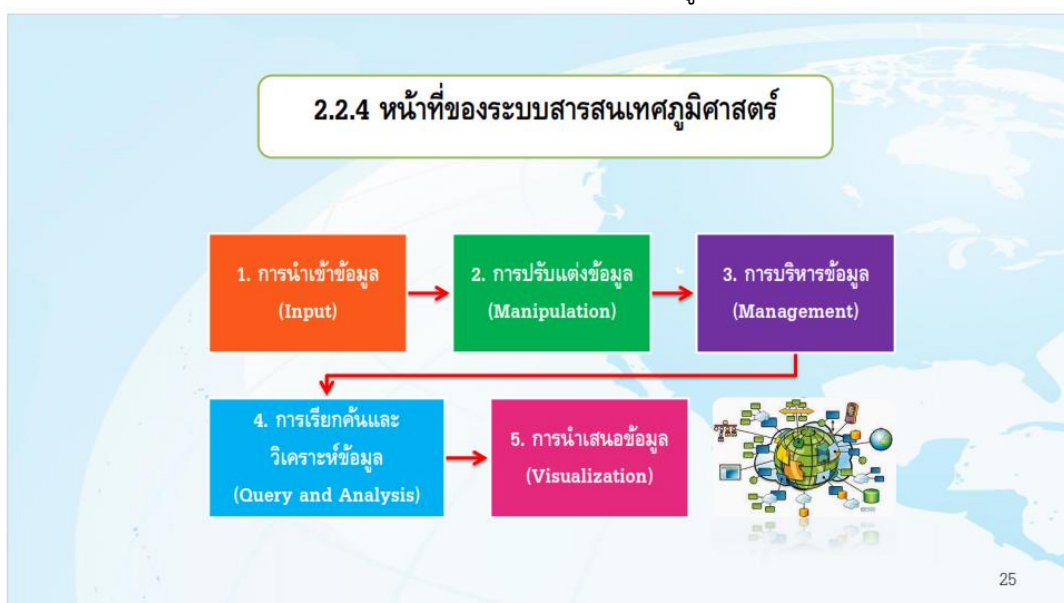 2.2.4 หน้าที่ของระบบสารสนเทศภูมิศาสตร์
1. การนำเข้าข้อมูล
(Input)
2. การปรับแต่งข้อมูล
(Manipulation)
3. การบริหารข้อมูล
(Management)
4. การเรียกค้นและ
วิเคราะห์ข้อมูล
(Query and Analysis)
5. การนำเสนอข้อมูล
(Visualization)
25